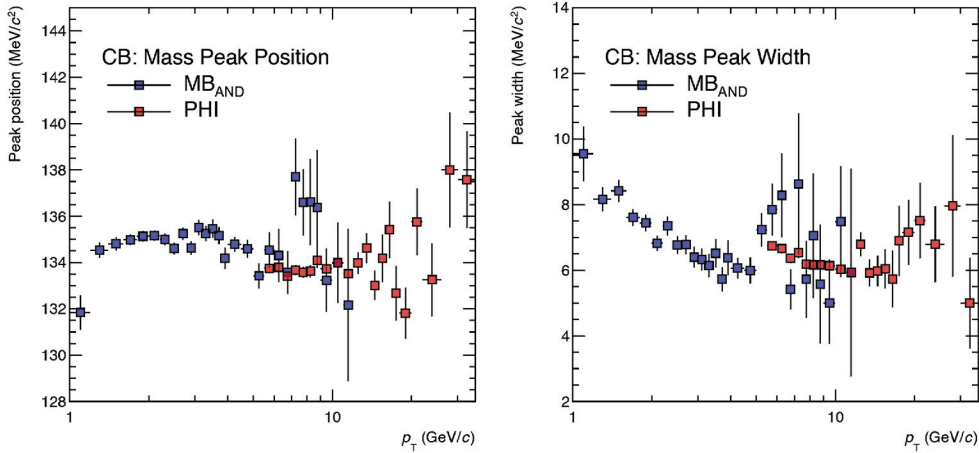 Peak position (MeV/c²)
144
142
140
138
136
134
132
130
128
CB: Mass Peak Position
MB_AND
PHI
1
10
p_T (GeV/c)
Peak width (MeV/c²)
14
12
10
8
6
4
2
CB: Mass Peak Width
MB_AND
PHI
1
10
p_T (GeV/c)